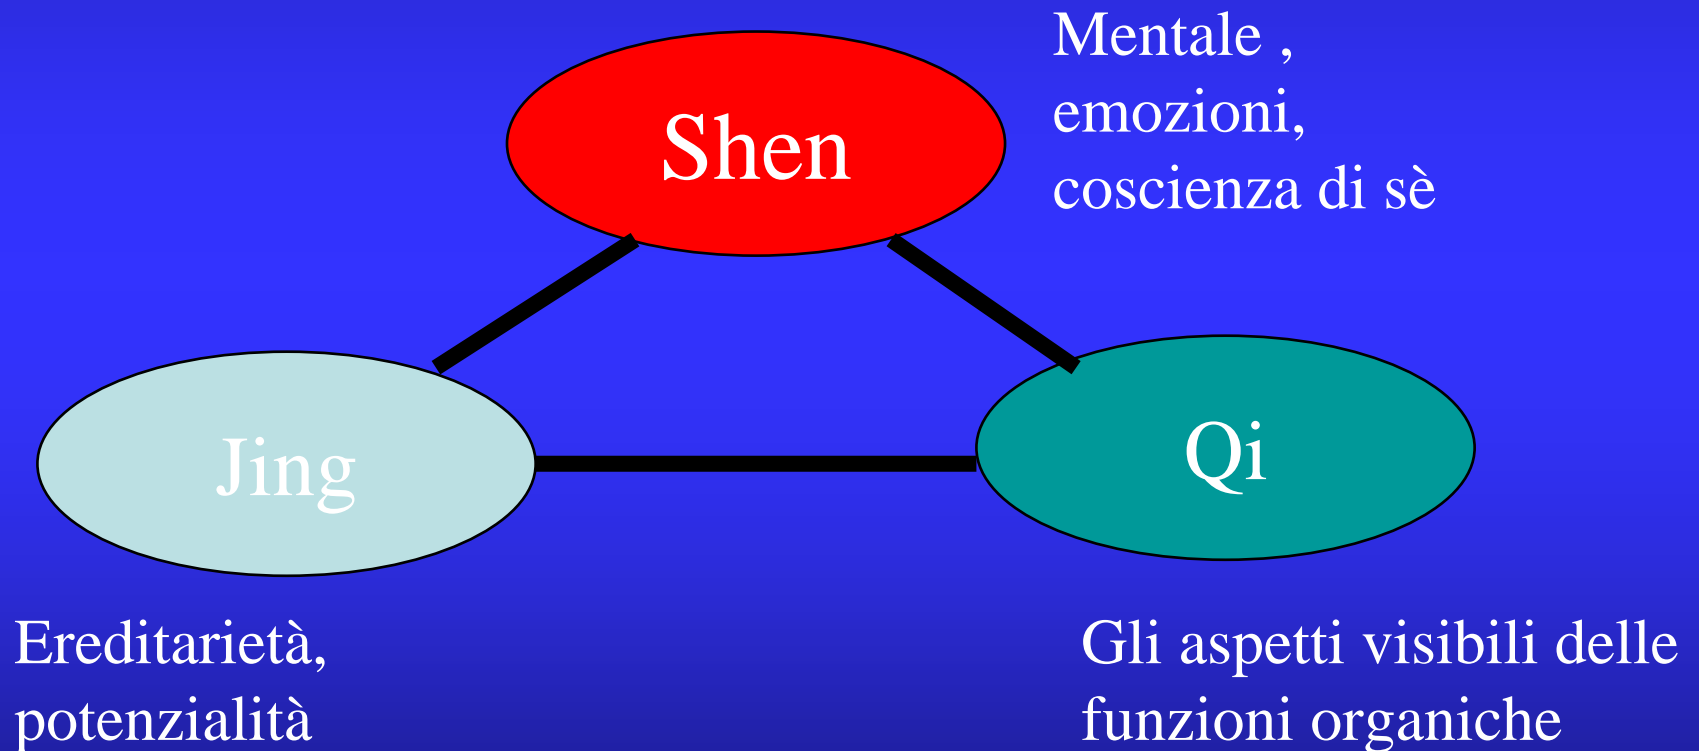 Shen
Mentale ,
emozioni,
coscienza di sè
Jing
Qi
Ereditarietà,
potenzialità
Gli aspetti visibili delle
funzioni organiche